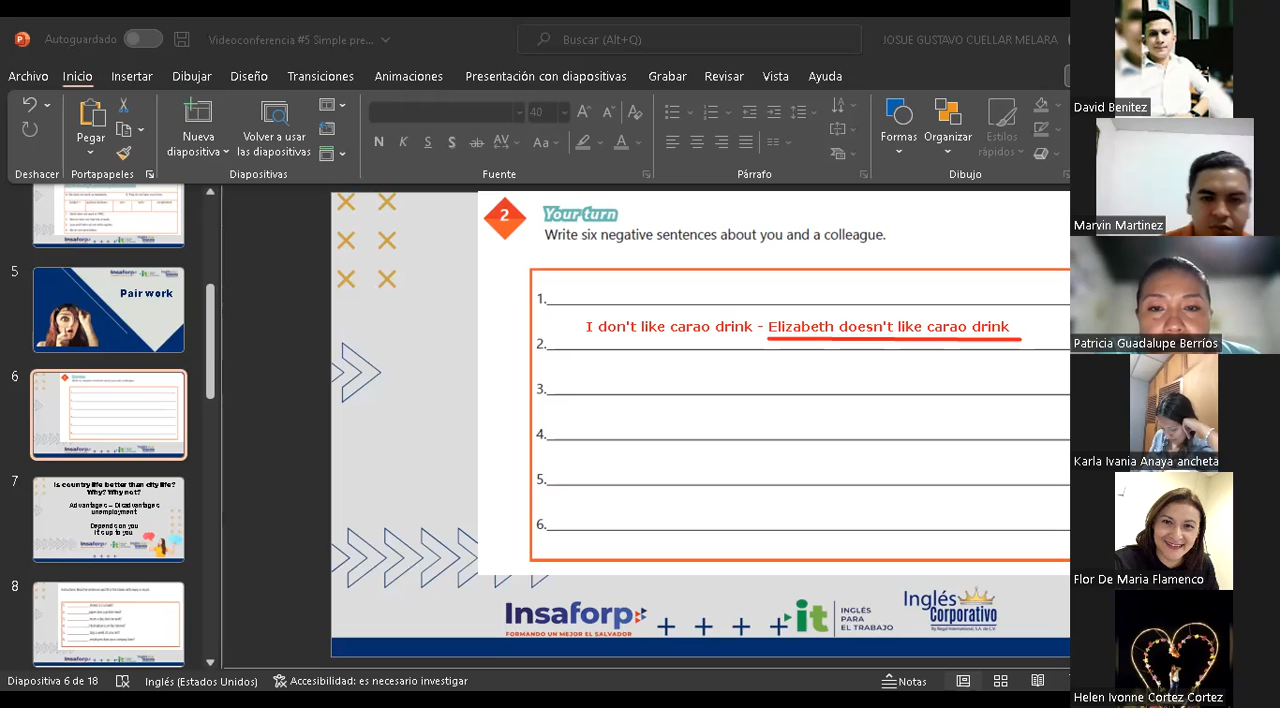 Autoguardado
Videoconferencia #5 Simple pre...
Buscar (Alt+Q)
JOSUE GUSTAVO CUELLAR MELARA
Archivo Inicio Insertar Dibujar Diseño Transiciones Animaciones Presentación con diapositivas Grabar Revisar Vista Ayuda
Pegar
Nueva diapositiva
Volver a usar las diapositivas
40
N K S S ab AV Aa A
Formas Organizar Estilos rápidos
Deshacer Portapapeles Diapositivas Fuente Párrafo Dibujo
5
Pair work
6
7
Is country life better than city life?
Why? Why not?
Advantages - Disadvantages
unemployment
Depends on you
It's up to you
8
2
Your turn
Write six negative sentences about you and a colleague.
1.
I don't like carao drink - Elizabeth doesn't like carao drink
2.
3.
4.
5.
6.
Insaforp
FORMANDO UN MEJOR EL SALVADOR
INGLÉS
PARA
EL TRABAJO
Inglés
Corporativo
Diapositiva 6 de 18
Inglés (Estados Unidos)
Accesibilidad: es necesario investigar
Notas
David Benitez
Marvin Martinez
Patricia Guadalupe Berríos
Karla Ivania Anaya ancheta
Flor De Maria Flamenco
Helen Ivonne Cortez Cortez